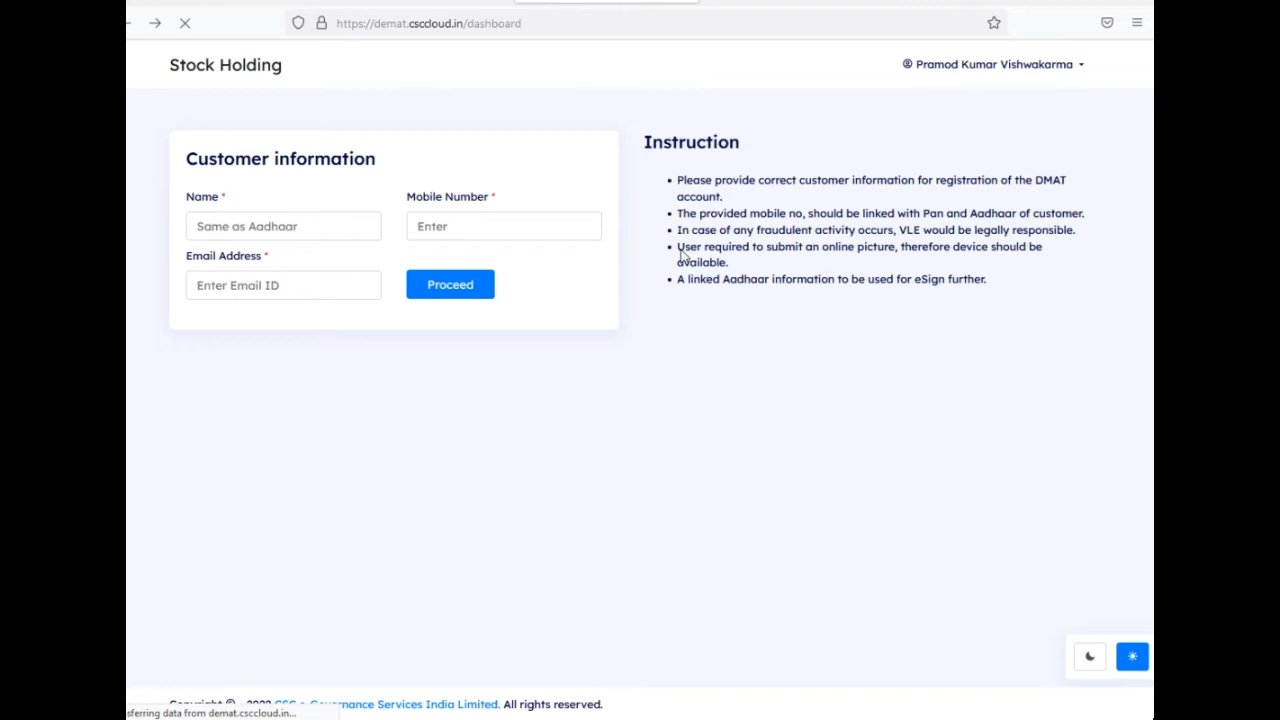 https://demat.csccloud.in/dashboard
Stock Holding
Pramod Kumar Vishwakarma
Customer information
Name *
Mobile Number *
Same as Aadhaar
Enter
Email Address *
Enter Email ID
Proceed
Instruction
• Please provide correct customer information for registration of the DMAT
account.
• The provided mobile no, should be linked with Pan and Aadhaar of customer.
• In case of any fraudulent activity occurs, VLE would be legally responsible.
• User required to submit an online picture, therefore device should be
available.
• A linked Aadhaar information to be used for eSign further.
Copyright © 2022 CSC e-Governance Services India Limited. All rights reserved.
sferring data from demat.csccloud.in...